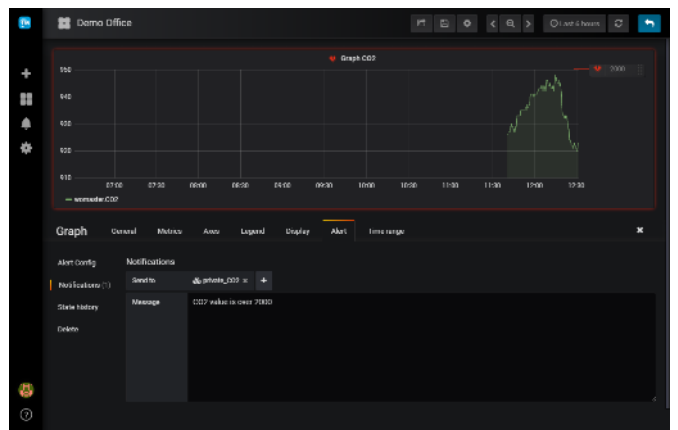 Demo Office
Last 6 hours
Graph CO2
950
2000
940
930
920
910
07:00 07:30 08:00 08:30 09:00 09:30 10:00 10:30 11:00 11:30 12:00 12:30
Graph General Metrics Axes Legend Display Alert Time range
Alert Config
Notifications
Notifications (1)
Send to private_CO2
State history
Message CO2 value is over 2000
Delete